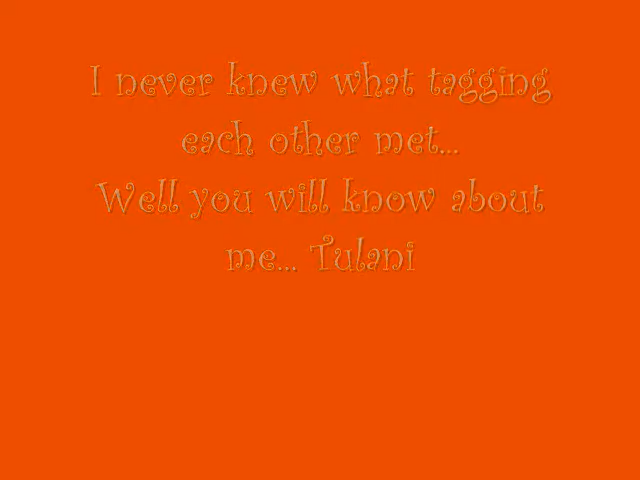 I never knew what tagging
each other met...
Well you will know about
me... Tulani